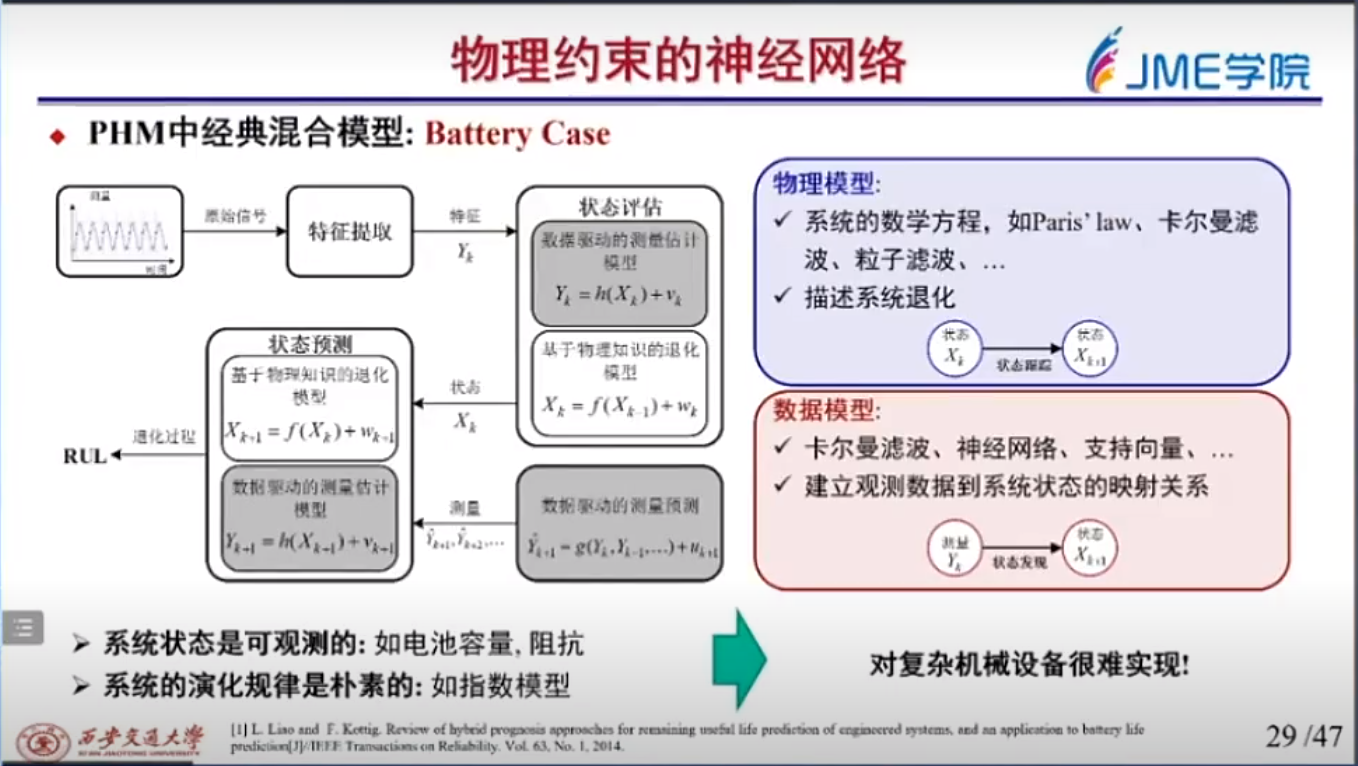 物理约束的神经网络
JME学院
◆ PHM中经典混合模型: Battery Case
测量
时间
原始信号
特征提取
特征
Y_k
状态评估
数据驱动的测量估计
模型
Y_k = h(X_k) + v_k
基于物理知识的退化
模型
X_k = f(X_{k-1}) + w_k
状态预测
基于物理知识的退化
模型
X_{k+1} = f(X_k) + w_{k+1}
数据驱动的测量估计
模型
Y_{k+1} = h(X_{k+1}) + v_{k+1}
状态
X_k
退化过程
RUL
测量
Ŷ_{k+1}, Ŷ_{k+2}, ...
数据驱动的测量预测
Ŷ_{k+1} = g(Y_k, Y_{k-1}, ...) + u_{k+1}
物理模型:
✓ 系统的数学方程，如Paris' law、卡尔曼滤
波、粒子滤波、…
✓ 描述系统退化
状态
X_k
状态跟踪
状态
X_{k+1}
数据模型:
✓ 卡尔曼滤波、神经网络、支持向量、…
✓ 建立观测数据到系统状态的映射关系
测量
Y_k
状态发现
状态
X_{k+1}
➢ 系统状态是可观测的: 如电池容量, 阻抗
➢ 系统的演化规律是朴素的: 如指数模型
对复杂机械设备很难实现!
西安交通大学
XI'AN JIAOTONG UNIVERSITY
[1] L. Liao and F. Kottig. Review of hybrid prognosis approaches for remaining useful life prediction of engineered systems, and an application to battery life
prediction[J]//IEEE Transactions on Reliability. Vol. 63, No. 1, 2014.
29 /47